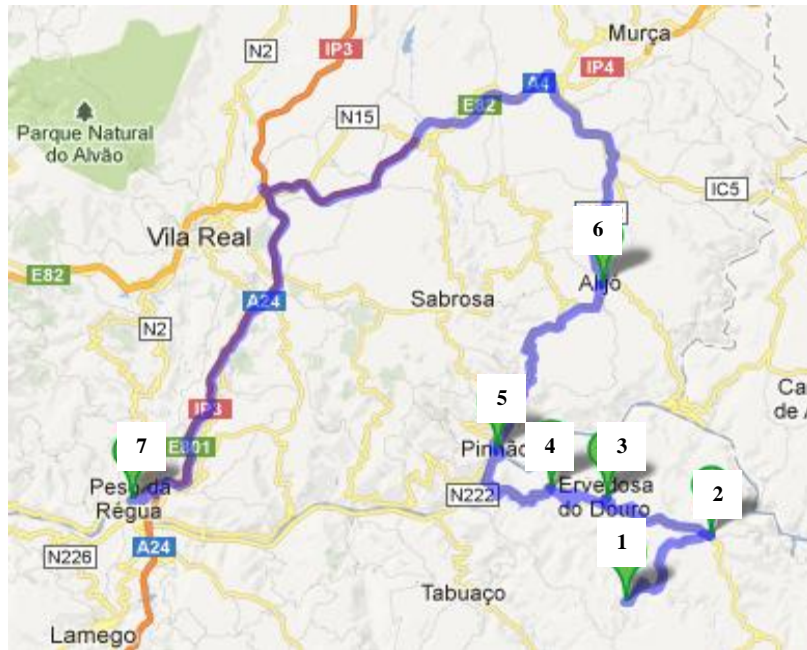 Murça
N2
IP3
IP4
A4
E82
N15
Parque Natural
do Alvão
IC5
6
Vila Real
Alijó
E82
Sabrosa
A24
N2
IP3
5
Ca
de A
7
E801
Pinhão
4
3
Ervedosa
do Douro
2
Peso da
Régua
N222
1
A24
N226
Tabuaço
Lamego